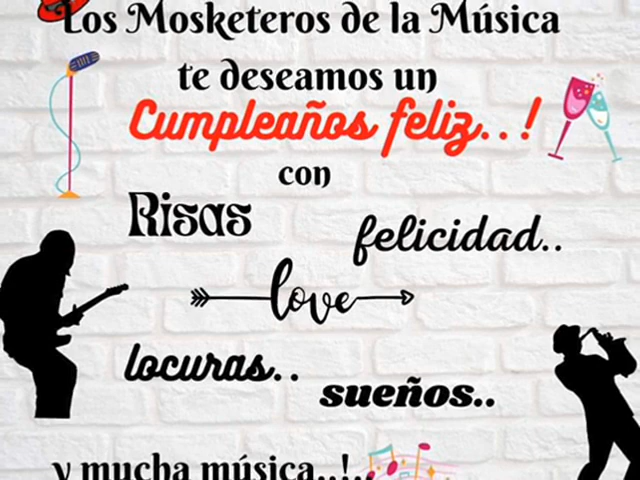 Los Mosketeros de la Música
te deseamos un
Cumpleaños feliz..!
con
Risas
felicidad..
love
locuras..
sueños..
y mucha música..!..